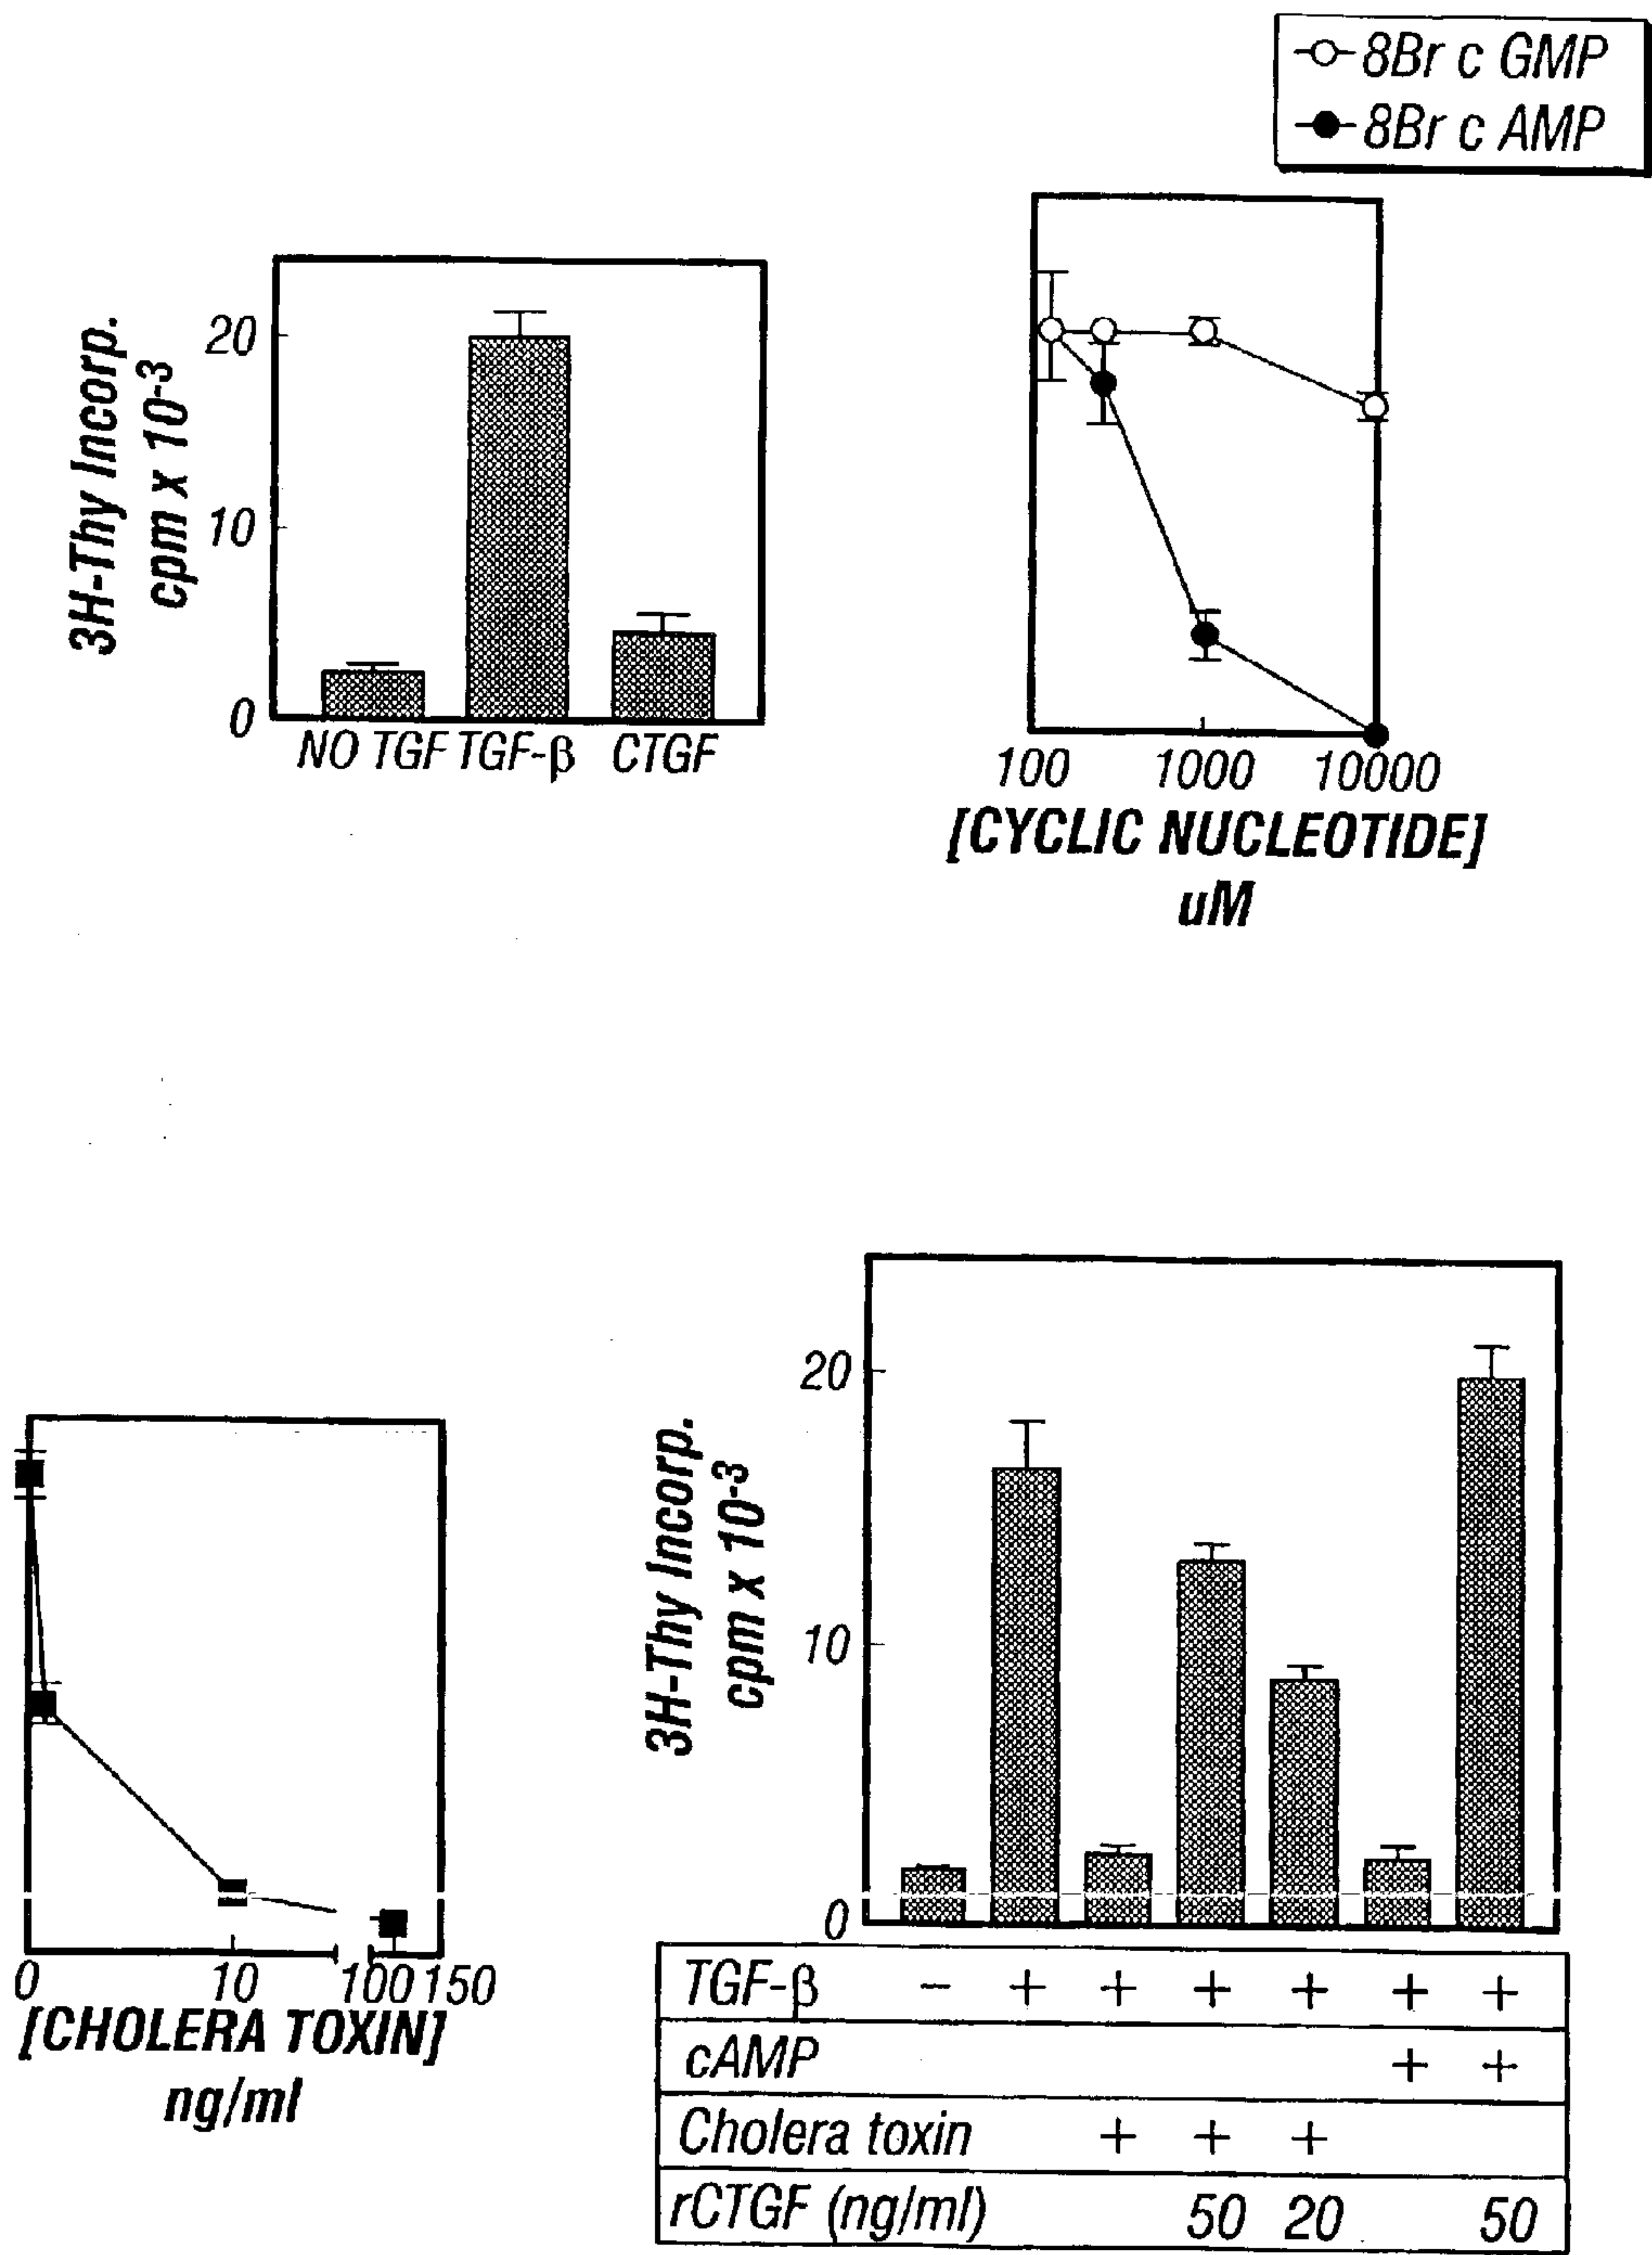 8Br c GMP
8Br c AMP
3H-Thy Incorp.
cpm x 10-3
20
10
0
NO TGF TGF-β CTGF
100 1000 10000
[CYCLIC NUCLEOTIDE]
uM
0 10 100 150
[CHOLERA TOXIN]
ng/ml
3H-Thy Incorp.
cpm x 10-3
20
10
0
TGF-β - + + + + + +
cAMP + +
Cholera toxin + + +
rCTGF (ng/ml) 50 20 50